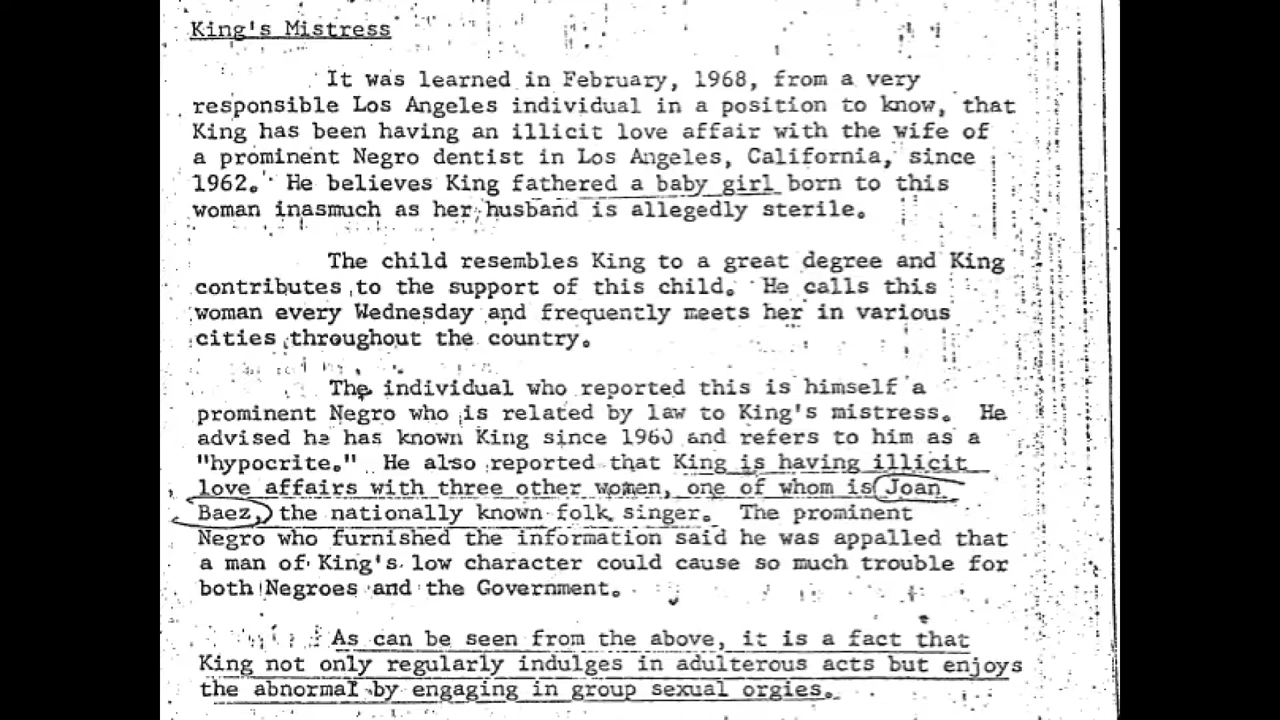 King's Mistress
It was learned in February, 1968, from a very
responsible Los Angeles individual in a position to know, that
King has been having an illicit love affair with the wife of
a prominent Negro dentist in Los Angeles, California, since
1962. He believes King fathered a baby girl born to this
woman inasmuch as her husband is allegedly sterile.
The child resembles King to a great degree and King
contributes to the support of this child. He calls this
woman every Wednesday and frequently meets her in various
cities throughout the country.
The individual who reported this is himself a
prominent Negro who is related by law to King's mistress. He
advised he has known King since 1960 and refers to him as a
"hypocrite." He also reported that King is having illicit
love affairs with three other women, one of whom is Joan
Baez, the nationally known folk singer. The prominent
Negro who furnished the information said he was appalled that
a man of King's low character could cause so much trouble for
both Negroes and the Government.
As can be seen from the above, it is a fact that
King not only regularly indulges in adulterous acts but enjoys
the abnormal by engaging in group sexual orgies.